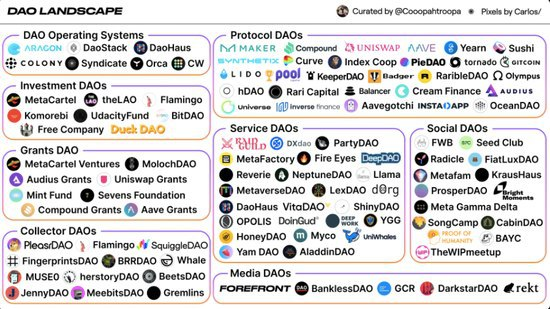 DAO LANDSCAPE
Curated by @Cooopahtroopa
Pixels by Carlos/
DAO Operating Systems
ARAGON DaoStack DaoHaus
COLONY Syndicate Orca CW
Investment DAOs
MetaCartel theLAO Flamingo
Komorebi UdacityFund BitDAO
Free Company Duck DAO
Grants DAO
MetaCartel Ventures MolochDAO
Audius Grants Uniswap Grants
Mint Fund Sevens Foundation
Compound Grants Aave Grants
Collector DAOs
PleasrDAO Flamingo SquiggleDAO
FingerprintsDAO BRRDAO Whale
MUSE0 herstoryDAO BeetsDAO
JennyDAO MeebitsDAO Gremlins
Protocol DAOs
MAKER Compound UNISWAP AAVE Yearn Sushi
SYNTHETIX Curve Index Coop PieDAO tornado GITCOIN
LIDO pool KeeperDAO Badger RaribleDAO Olympus
hDAO Rari Capital Balancer Cream Finance AUDIUS
Universe inverse finance Aavegotchi INSTADAPP OceanDAO
Service DAOs
RAID GUILD DXdao PartyDAO
MetaFactory Fire Eyes DeepDAO
Reverie NeptuneDAO Llama
MetaverseDAO LexDAO dOrg
DaoHaus VitaDAO ShinyDAO
OPOLIS DoinGud DEEP WORK YGG
HoneyDAO Myco UniWhales
Yam DAO AladdinDAO
Social DAOs
FWB Seed Club
Radicle FiatLuxDAO
Metafam KrausHaus
ProsperDAO Bright Moments
Meta Gamma Delta
SongCamp CabinDAO
PROOF OF HUMANITY BAYC
TheWIPmeetup
Media DAOs
FOREFRONT BanklessDAO GCR DarkstarDAO rekt